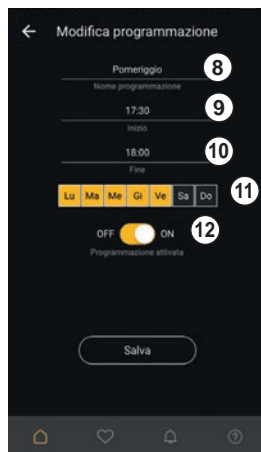 ← Modifica programmazione
Pomeriggio 8
Nome programmazione
17:30 9
Inizio
18:00 10
Fine
Lu Ma Me Gi Ve Sa Do 11
OFF ON 12
Programmazione attivata
Salva
?